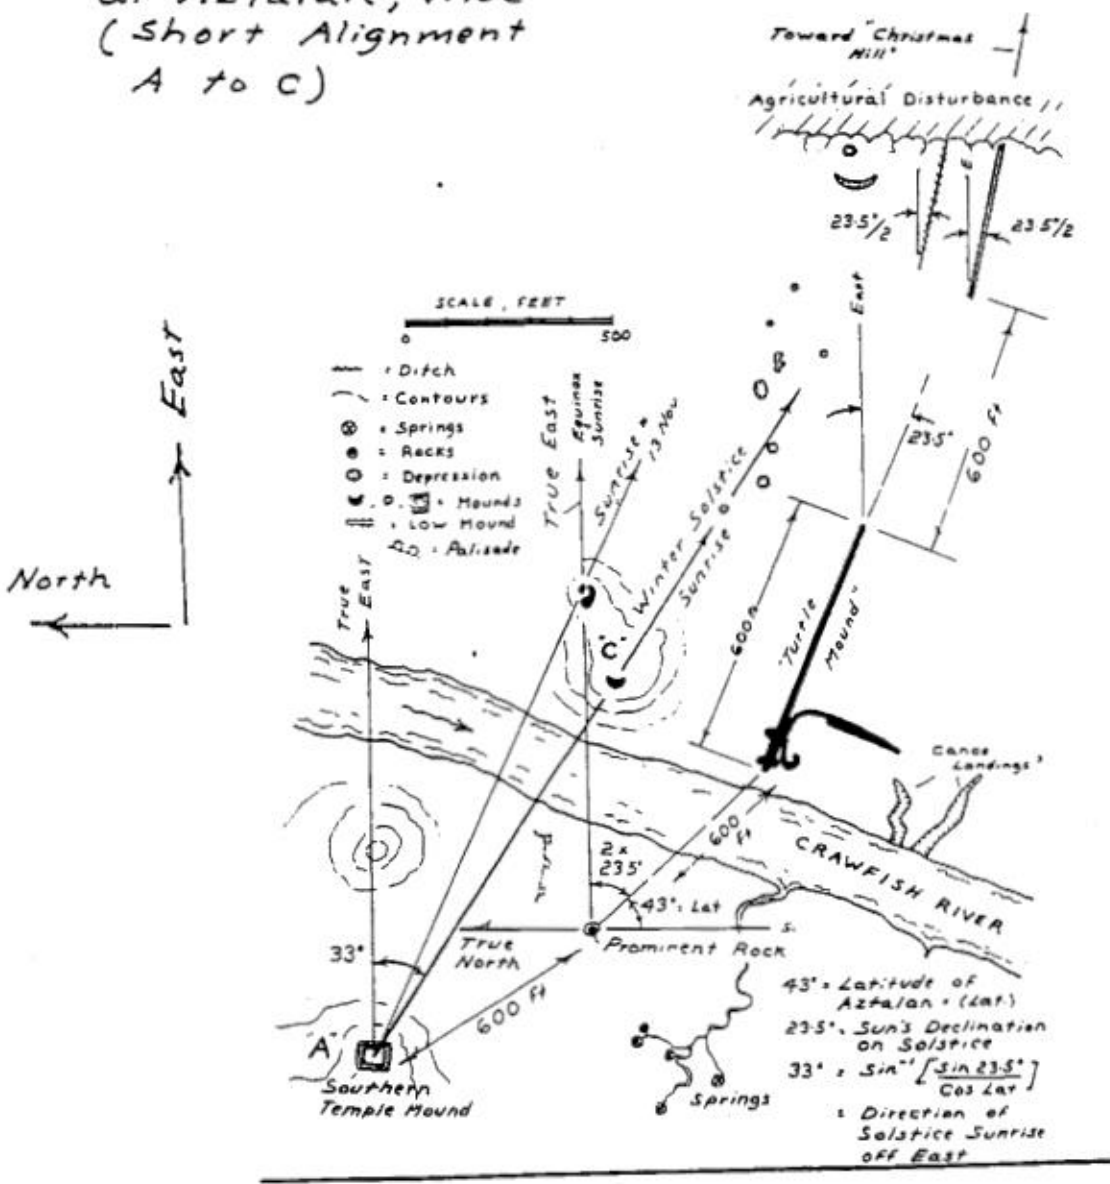 at Aztalan,
(Short Alignment
A to C)
Toward "Christmas
Hill"
Agricultural Disturbance
E
23.5°/2
23.5°/2
SCALE, FEET
0 500
= Ditch
= Contours
= Springs
= Rocks
= Depression
= Mounds
= Low Mound
= Palisade
East
North
True East
Equinox
Sunrise
Sunrise
13 Nov
Winter Solstice
Sunrise
East
23.5°
600 ft
600 ft
"Turtle
Mound"
"C"
True
East
Canoe
Landings?
CRAWFISH RIVER
600
ft
2x
23.5°
43° = Lat
S.
True
North
Prominent Rock
33°
600 ft
"A"
Southern
Temple Mound
Springs
43° = Latitude of
Aztalan = (Lat.)
23.5° = Sun's Declination
on Solstice
33° = Sin⁻¹ [Sin 23.5°
Cos Lat]
= Direction of
Solstice Sunrise
off East